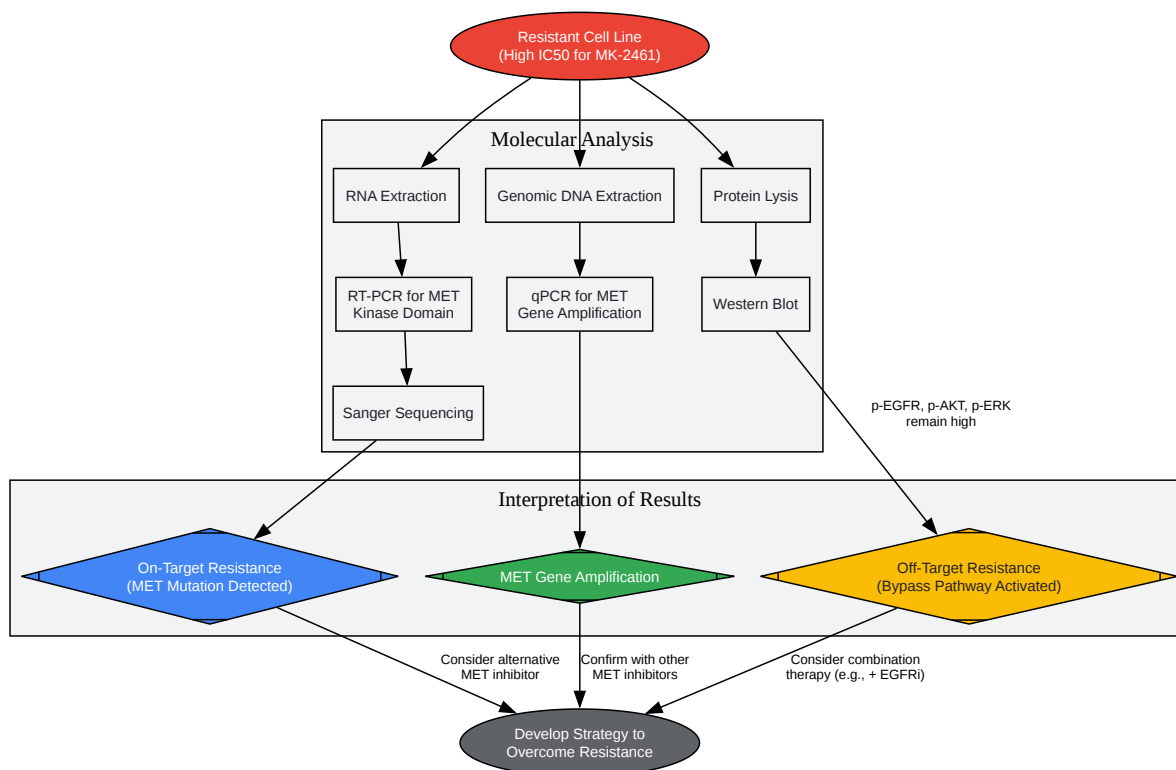 Resistant Cell Line
(High IC50 for MK-2461)
Molecular Analysis
RNA Extraction
Genomic DNA Extraction
Protein Lysis
RT-PCR for MET
Kinase Domain
qPCR for MET
Gene Amplification
Western Blot
Sanger Sequencing
p-EGFR, p-AKT, p-ERK
remain high
Interpretation of Results
On-Target Resistance
(MET Mutation Detected)
MET Gene Amplification
Off-Target Resistance
(Bypass Pathway Activated)
Consider alternative
MET inhibitor
Confirm with other
MET inhibitors
Consider combination
therapy (e.g., + EGFRi)
Develop Strategy to
Overcome Resistance